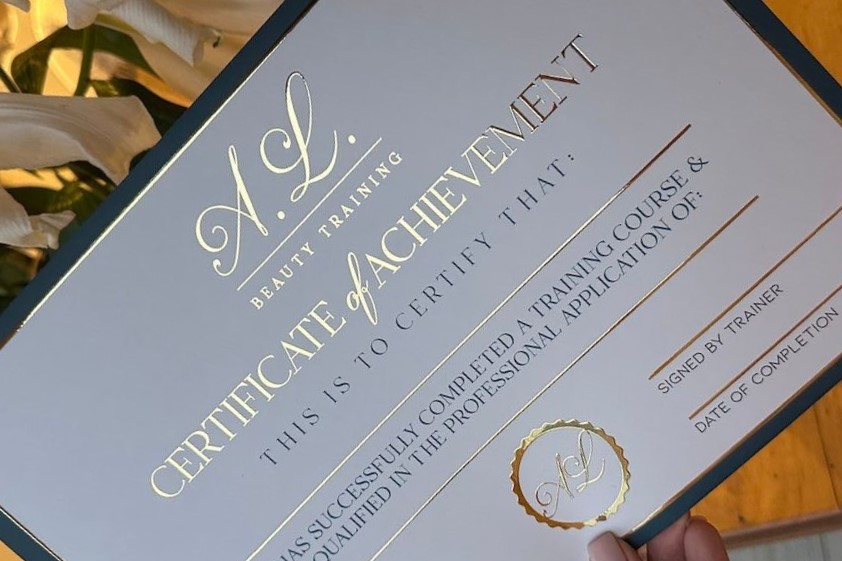 A.L.
BEAUTY TRAINING
CERTIFICATE of ACHIEVEMENT
THIS IS TO CERTIFY THAT:
HAS SUCCESSFULLY COMPLETED A TRAINING COURSE &
QUALIFIED IN THE PROFESSIONAL APPLICATION OF:
SIGNED BY TRAINER
DATE OF COMPLETION
AL